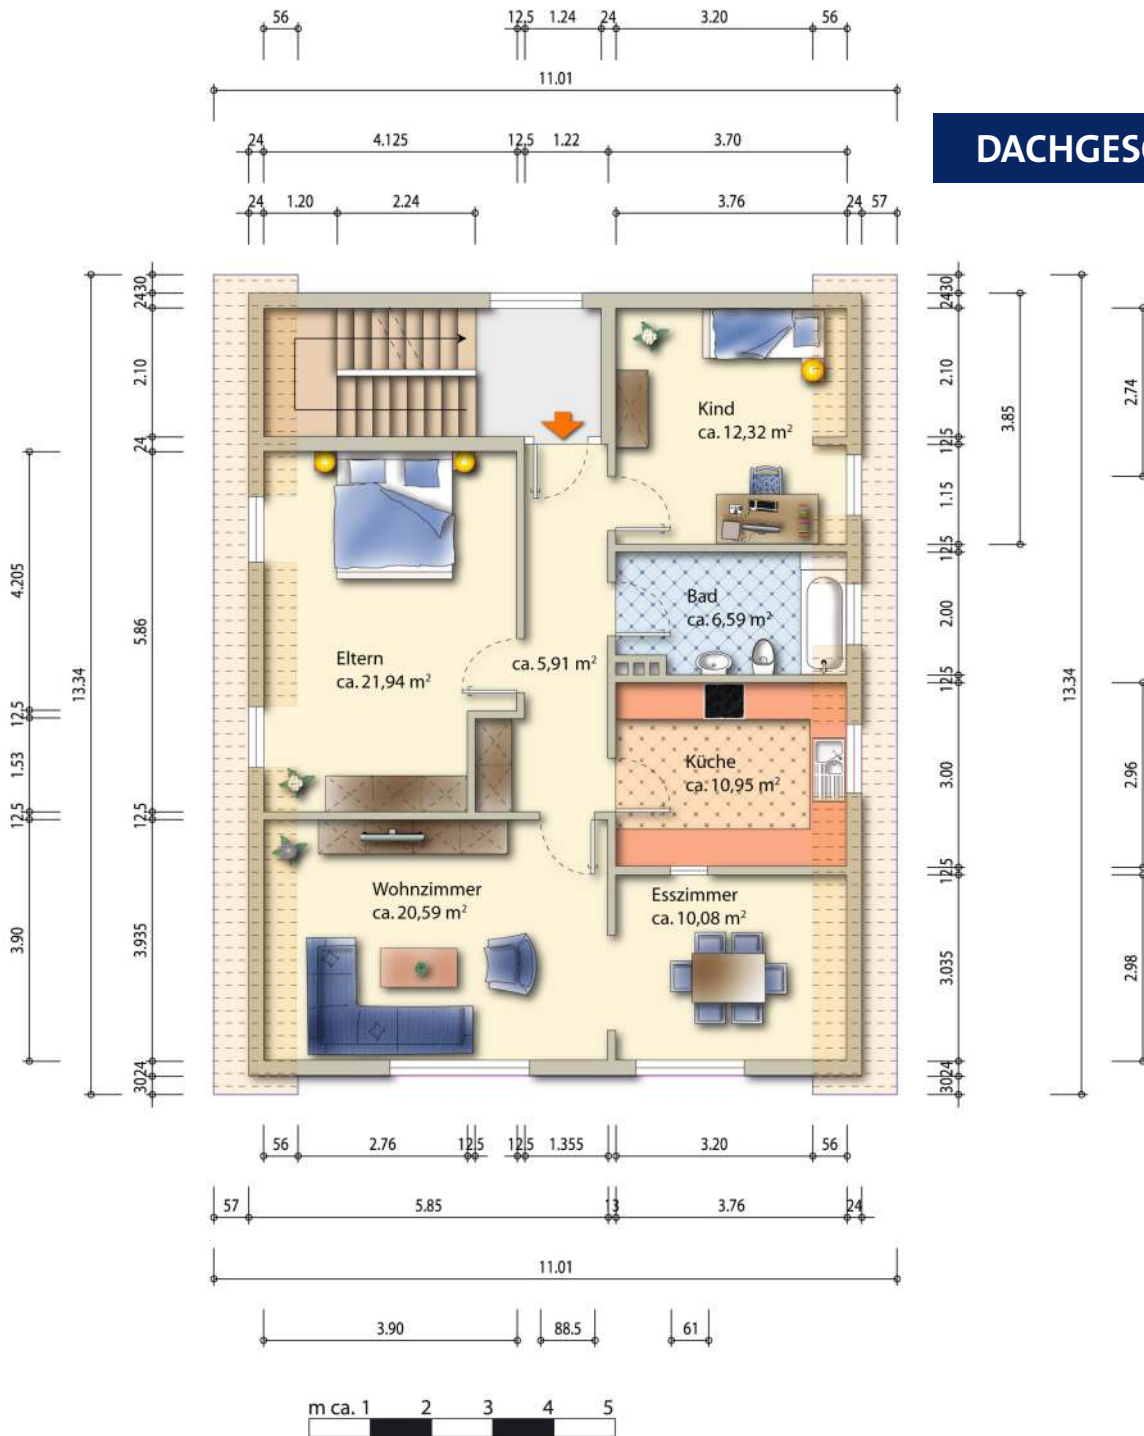 56 12.5 1.24 24 3.20 56
11.01
24 4.125 12.5 1.22 3.70
DACHGES
24 1.20 2.24 3.76 24 57
2430
2.10
24
5.86
12.5
3.935
3024
13.34
4.205
12.5
1.53
12.5
3.90
Kind
ca. 12,32 m²
Bad
ca. 6,59 m²
Eltern
ca. 21,94 m²
ca. 5,91 m²
Küche
ca. 10,95 m²
Wohnzimmer
ca. 20,59 m²
Esszimmer
ca. 10,08 m²
2430
2.10
12.5
1.15
12.5
2.00
12.5
3.00
12.5
3.035
3024
3.85
13.34
2.74
2.96
2.98
56 2.76 12.5 12.5 1.355 3.20 56
57 5.85 13 3.76 24
11.01
3.90 88.5 61
m ca. 1 2 3 4 5